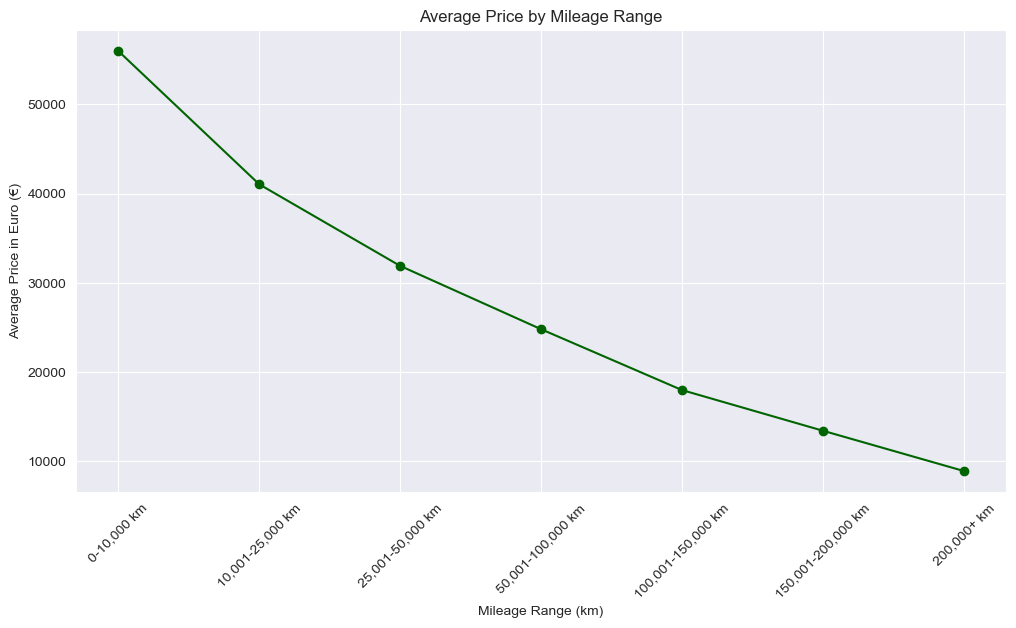 Average Price by Mileage Range
Average Price in Euro (€)
50000
40000
30000
20000
10000
0-10,000 km
10,001-25,000 km
25,001-50,000 km
50,001-100,000 km
100,001-150,000 km
150,001-200,000 km
200,000+ km
Mileage Range (km)